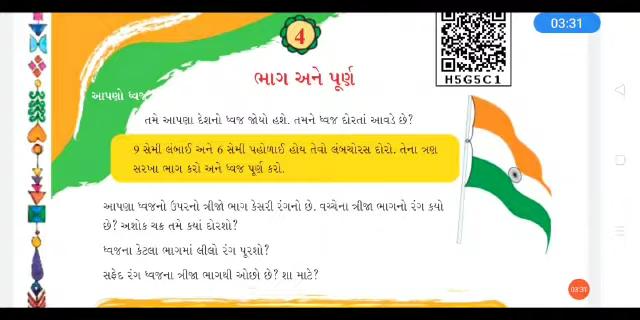 03:31
4
H5G5C1
ભાગ અને પૂર્ણ
આપણો ધ્વજ
તમે આપણા દેશનો ધ્વજ જોયો હશે. તમને ધ્વજ દોરતાં આવડે છે?
9 સેમી લંબાઈ અને 6 સેમી પહોળાઈ હોય તેવો લંબચોરસ દોરો. તેના ત્રણ
સરખા ભાગ કરો અને ધ્વજ પૂર્ણ કરો.
આપણા ધ્વજનો ઉપરનો ત્રીજો ભાગ કેસરી રંગનો છે. વચ્ચેના ત્રીજા ભાગનો રંગ કયો
છે? અશોક ચક્ર તમે ક્યાં દોરશો?
ધ્વજના કેટલા ભાગમાં લીલો રંગ પૂરશો?
સફેદ રંગ ધ્વજના ત્રીજા ભાગથી ઓછો છે? શા માટે?
03:31